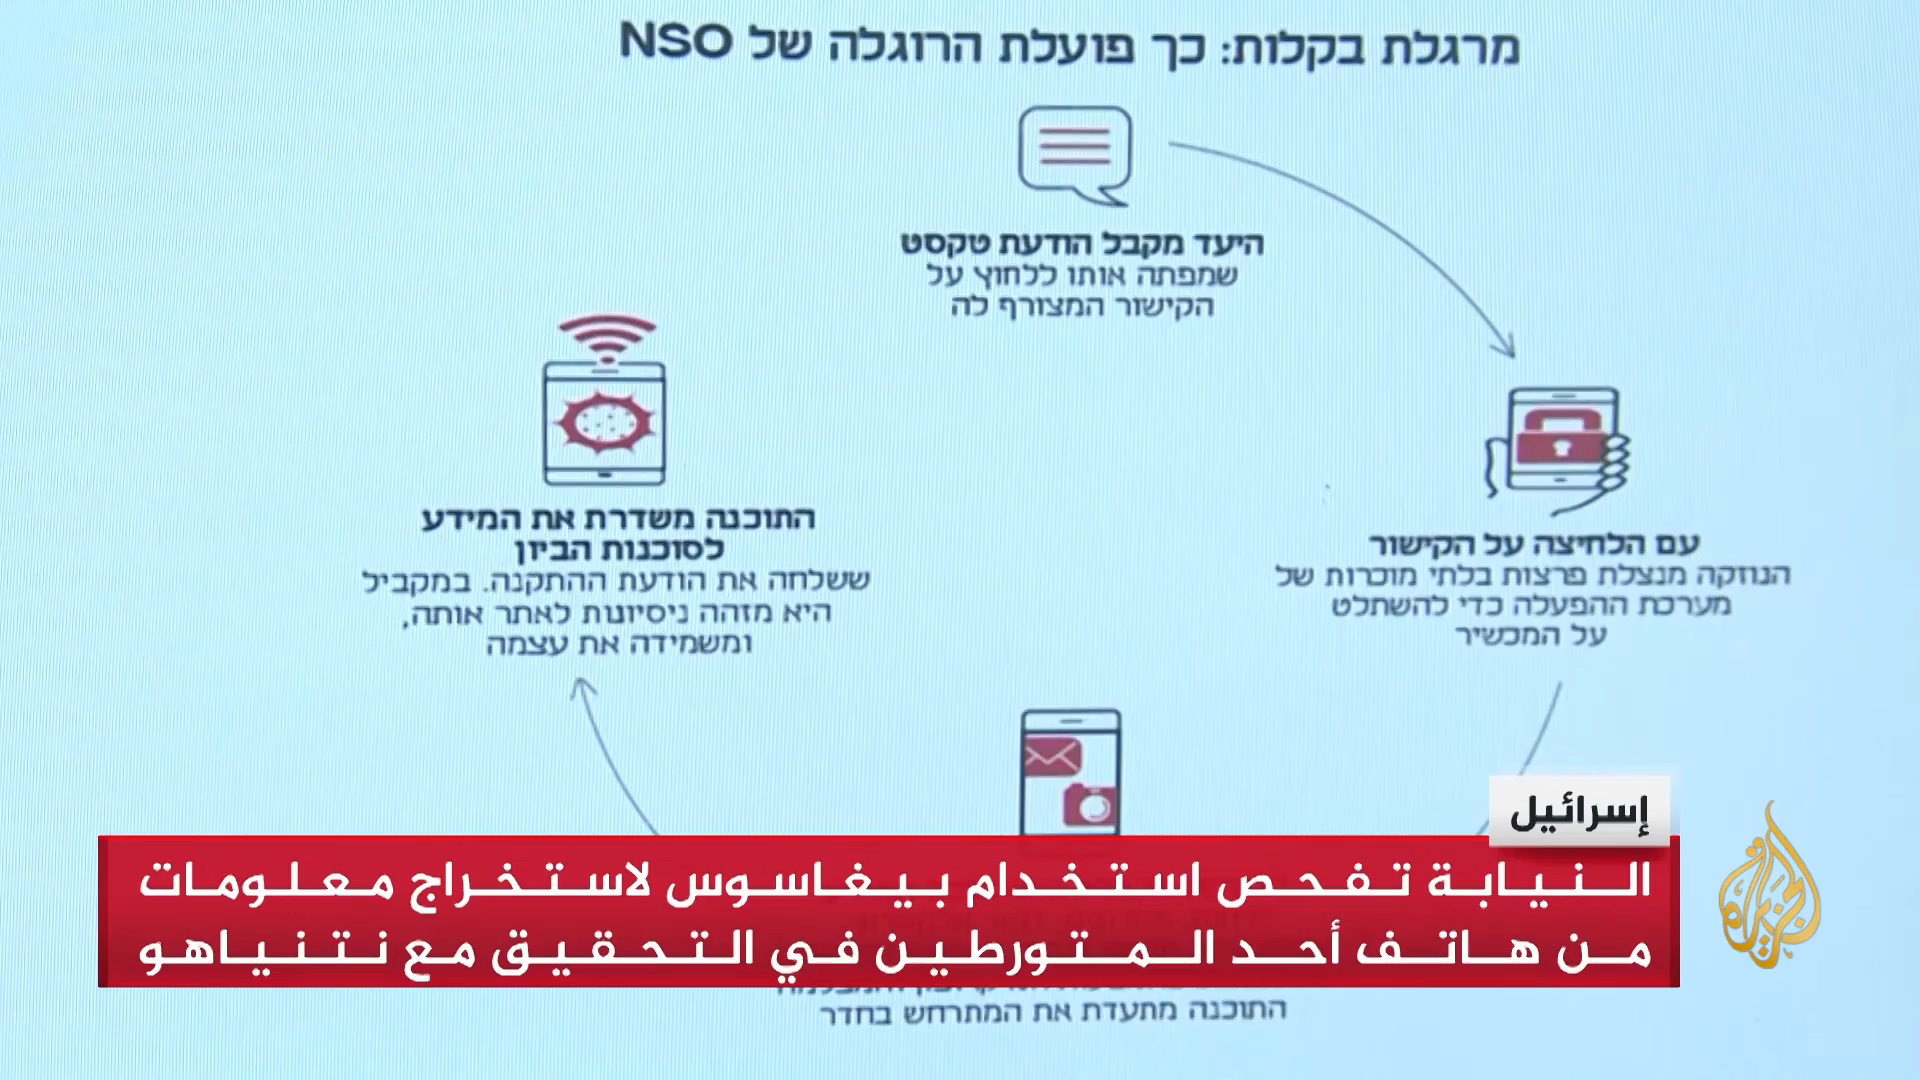 מרגלת בקלות: כך פועלת הרוגלה של NSO
היעד מקבל הודעת טקסט
שמפתה אותו ללחוץ על
הקישור המצורף לה
עם הלחיצה על הקישור
הנוזקה מנצלת פרצות בלתי מוכרות של
מערכת ההפעלה כדי להשתלט
על המכשיר
התוכנה משדרת את המידע
לסוכנות הביון
ששלחה את הודעת ההתקנה. במקביל
היא מזהה ניסיונות לאתר אותה,
ומשמידה את עצמה
إسرائيل
النيابة تفحص استخدام بيغاسوس لاستخراج معلومات
من هاتف أحد المتورطين في التحقيق مع نتنياهو
התוכנה מתעדת את המתרחש בחדר
الجزيرة